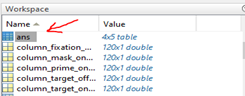 Workspace
Name Value
ans 4x5 table
column_fixation_... 120x1 double
column_mask_on... 120x1 double
column_prime_on... 120x1 double
column_target_off... 120x1 double
column_target_on... 120x1 double